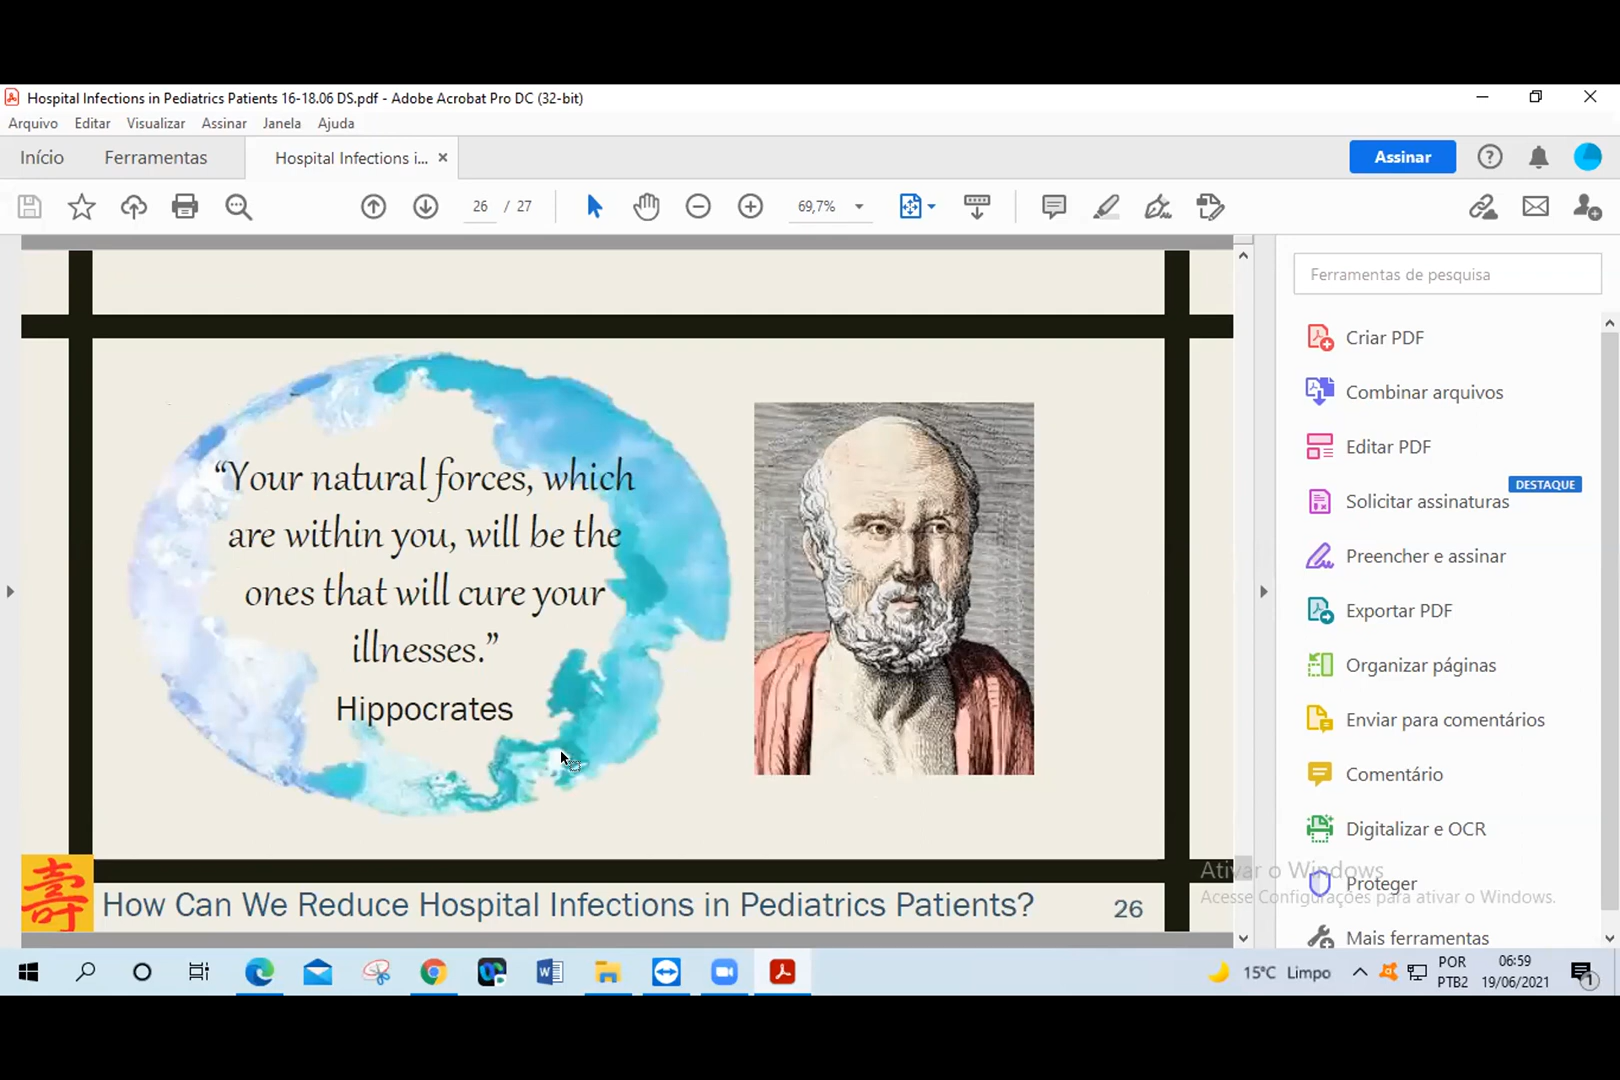 Hospital Infections in Pediatrics Patients 16-18.06 DS.pdf - Adobe Acrobat Pro DC (32-bit)
Arquivo Editar Visualizar Assinar Janela Ajuda
Início Ferramentas Hospital Infections i... Assinar
26 / 27 69,7%
“Your natural forces, which
are within you, will be the
ones that will cure your
illnesses.”
Hippocrates
壽
How Can We Reduce Hospital Infections in Pediatrics Patients? 26
Ferramentas de pesquisa
Criar PDF
Combinar arquivos
Editar PDF
DESTAQUE
Solicitar assinaturas
Preencher e assinar
Exportar PDF
Organizar páginas
Enviar para comentários
Comentário
Digitalizar e OCR
Ativar o Windows
Proteger
Acesse Configurações para ativar o Windows.
Mais ferramentas
15°C Limpo
POR
PTB2
06:59
19/06/2021
1